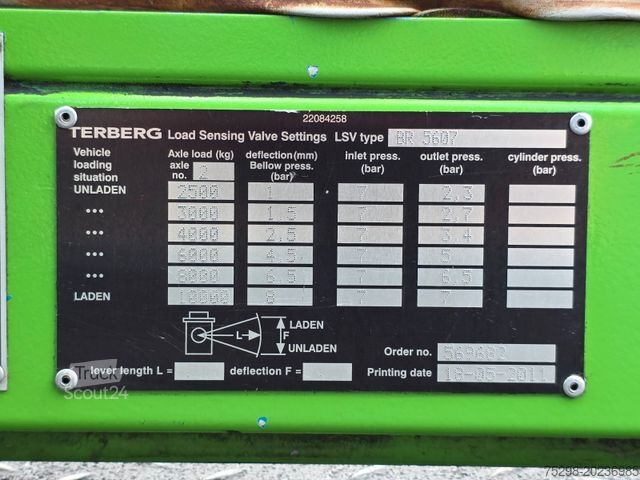 22084258
TERBERG Load Sensing Valve Settings LSV type BR 5607
Vehicle loading situation Axle load (kg) axle no. 2 deflection (mm) Bellow press. (bar) inlet press. (bar) outlet press. (bar) cylinder press. (bar)
UNLADEN 2500 1 7 2.3
... 3000 1.5 7 2.7
... 4000 2.5 7 3.4
... 6000 4.5 7 5
... 8000 6.5 7 6.5
LADEN 10000 8 7 7
LADEN
L F
UNLADEN
Order no. 569682
lever length L = deflection F = Printing date 18-05-2011
Truck
Scout24
75298-20236985